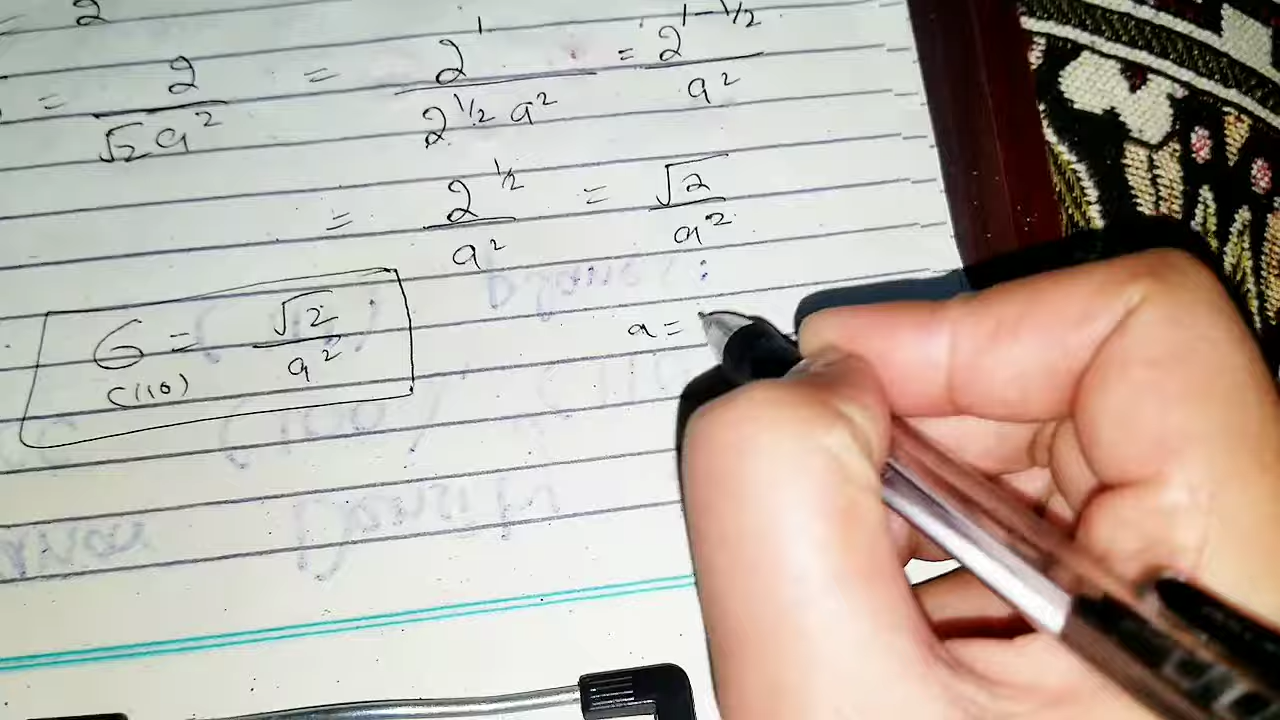 = 2
= 2 / √2 a² = 2¹ / 2^1/2 a² = 2^1-1/2 / a²
= 2^1/2 / a² = √2 / a²
6 (110) = √2 / a²
a =